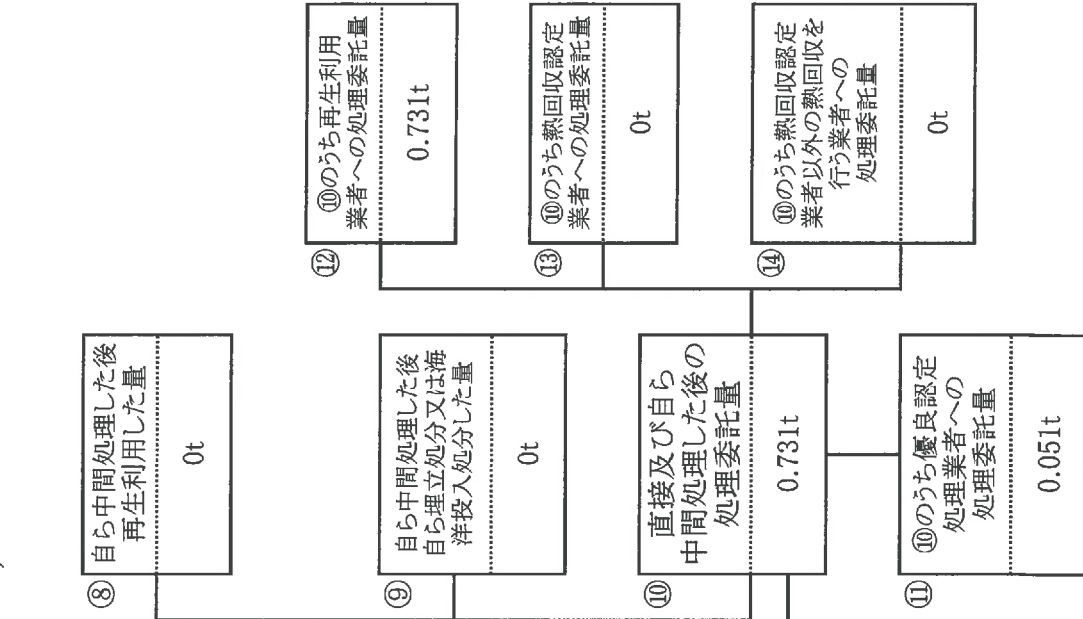 ⑧
自ら中間処理した後
再生利用した量
0t
⑨
自ら中間処理した後
自ら埋立処分又は海
洋投入処分した量
0t
⑩
直接及び自ら
中間処理した後の
処理委託量
0.731t
⑪
⑩のうち優良認定
処理業者への
処理委託量
0.051t
⑫
⑩のうち再生利用
業者への処理委託量
0.731t
⑬
⑩のうち熱回収認定
業者への処理委託量
0t
⑭
⑩のうち熱回収認定
業者以外の熱回収を
行う業者への
処理委託量
0t